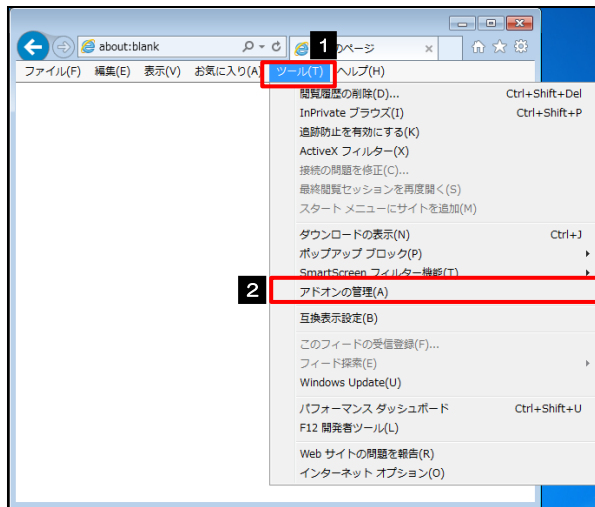 1
about:blank
のページ
ファイル(F) 編集(E) 表示(V) お気に入り(A) ツール(T) ヘルプ(H)
閲覧履歴の削除(D)... Ctrl+Shift+Del
InPrivate ブラウズ(I) Ctrl+Shift+P
追跡防止を有効にする(K)
ActiveX フィルター(X)
接続の問題を修正(C)...
最終閲覧セッションを再度開く(S)
スタート メニューにサイトを追加(M)
ダウンロードの表示(N) Ctrl+J
ポップアップ ブロック(P)
SmartScreen フィルター機能(T)
2 アドオンの管理(A)
互換表示設定(B)
このフィードの受信登録(F)...
フィード探索(E)
Windows Update(U)
パフォーマンス ダッシュボード Ctrl+Shift+U
F12 開発者ツール(L)
Web サイトの問題を報告(R)
インターネット オプション(O)